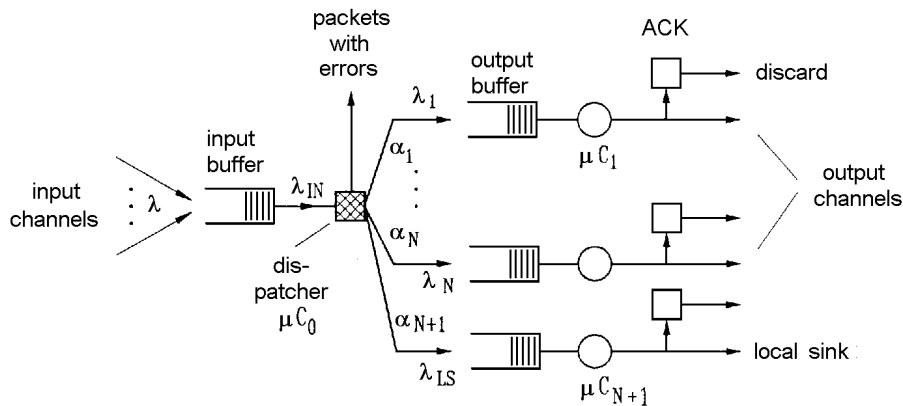 packets
with
errors
ACK
output
buffer
discard
λ1
α1
μC1
input
buffer
input
channels
λ
λIN
output
channels
αN
λN
dis-
patcher
μC0
αN+1
λLS
μCN+1
local sink